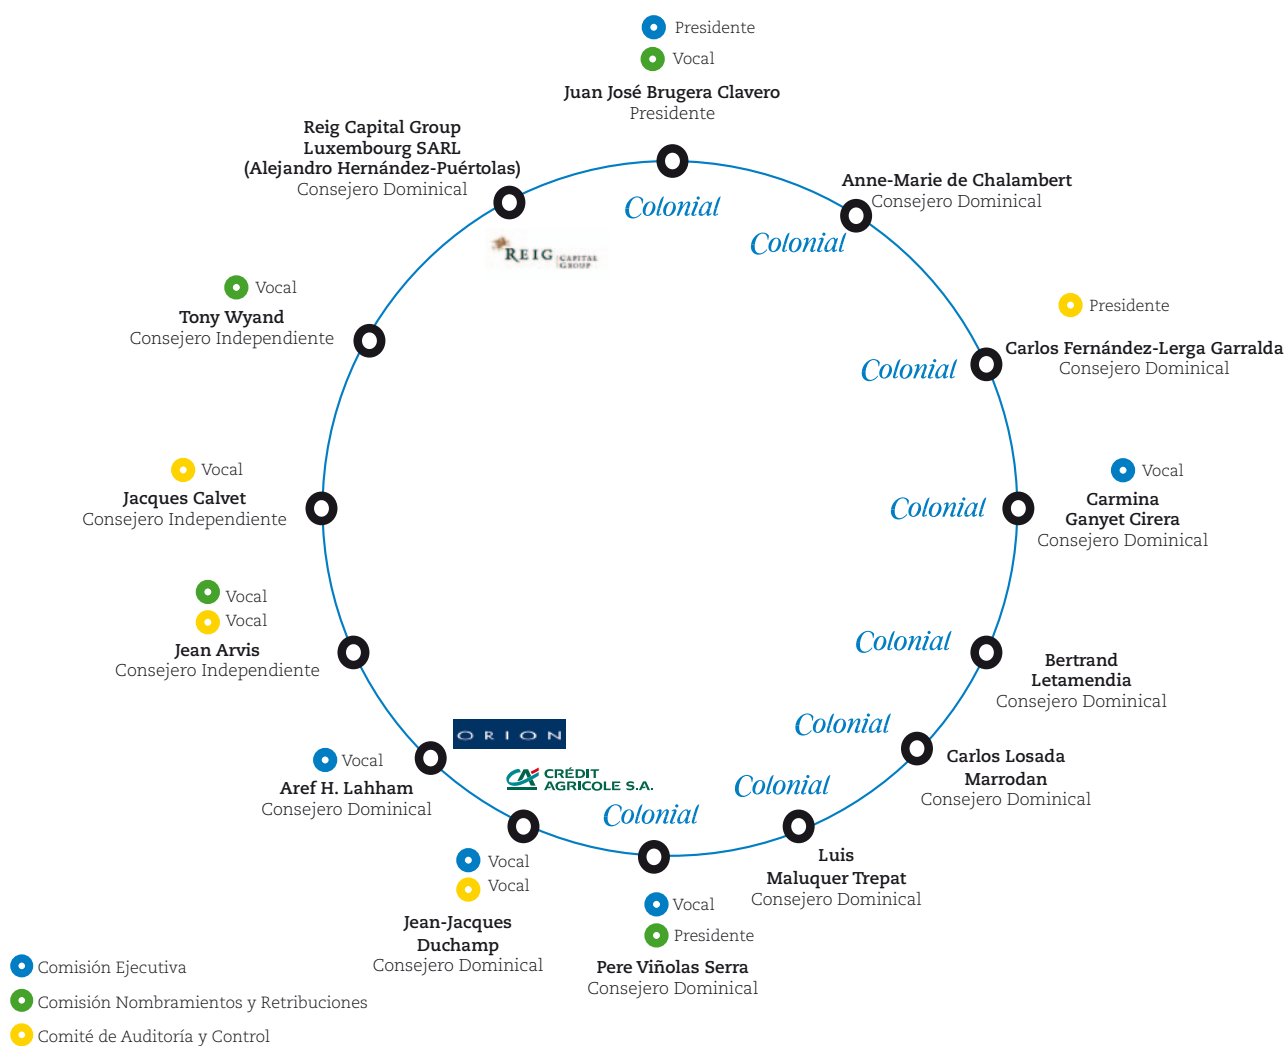 Presidente
Vocal
Juan José Brugera Clavero
Presidente
Colonial
Anne-Marie de Chalambert
Consejero Dominical
Colonial
Presidente
Carlos Fernández-Lerga Garralda
Consejero Dominical
Colonial
Vocal
Carmina
Ganyet Cirera
Consejero Dominical
Colonial
Bertrand
Letamendia
Consejero Dominical
Colonial
Carlos Losada
Marrodan
Consejero Dominical
Colonial
Luis
Maluquer Trepat
Consejero Dominical
Colonial
Vocal
Presidente
Pere Viñolas Serra
Consejero Dominical
Colonial
Vocal
Vocal
Jean-Jacques
Duchamp
Consejero Dominical
CA CRÉDIT
AGRICOLE S.A.
Vocal
Aref H. Lahham
Consejero Dominical
ORION
Vocal
Vocal
Jean Arvis
Consejero Independiente
Vocal
Jacques Calvet
Consejero Independiente
Vocal
Tony Wyand
Consejero Independiente
Reig Capital Group
Luxembourg SARL
(Alejandro Hernández-Puértolas)
Consejero Dominical
REIG CAPITAL
GROUP
Comisión Ejecutiva
Comisión Nombramientos y Retribuciones
Comité de Auditoría y Control